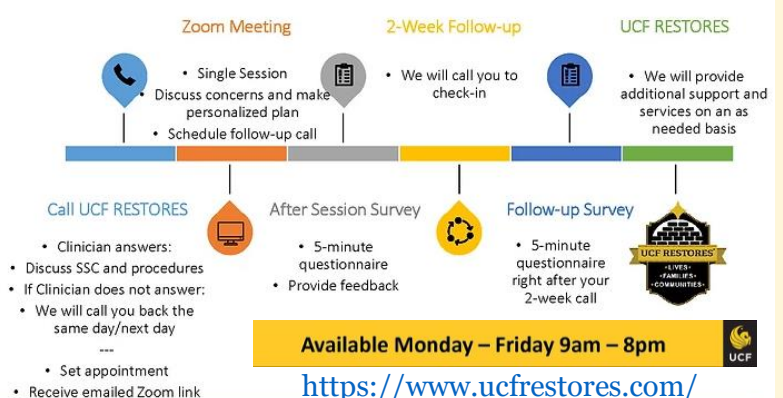 Zoom Meeting
• Single Session
• Discuss concerns and make
personalized plan
• Schedule follow-up call
2-Week Follow-up
• We will call you to
check-in
UCF RESTORES
• We will provide
additional support and
services on an as
needed basis
Call UCF RESTORES
• Clinician answers:
• Discuss SSC and procedures
• If Clinician does not answer:
• We will call you back the
same day/next day
---
• Set appointment
• Receive emailed Zoom link
After Session Survey
• 5-minute
questionnaire
• Provide feedback
Follow-up Survey
• 5-minute
questionnaire
right after your
2-week call
UCF RESTORES
•LIVES•
•FAMILIES•
•COMMUNITIES•
Available Monday – Friday 9am – 8pm
UCF
https://www.ucfrestores.com/